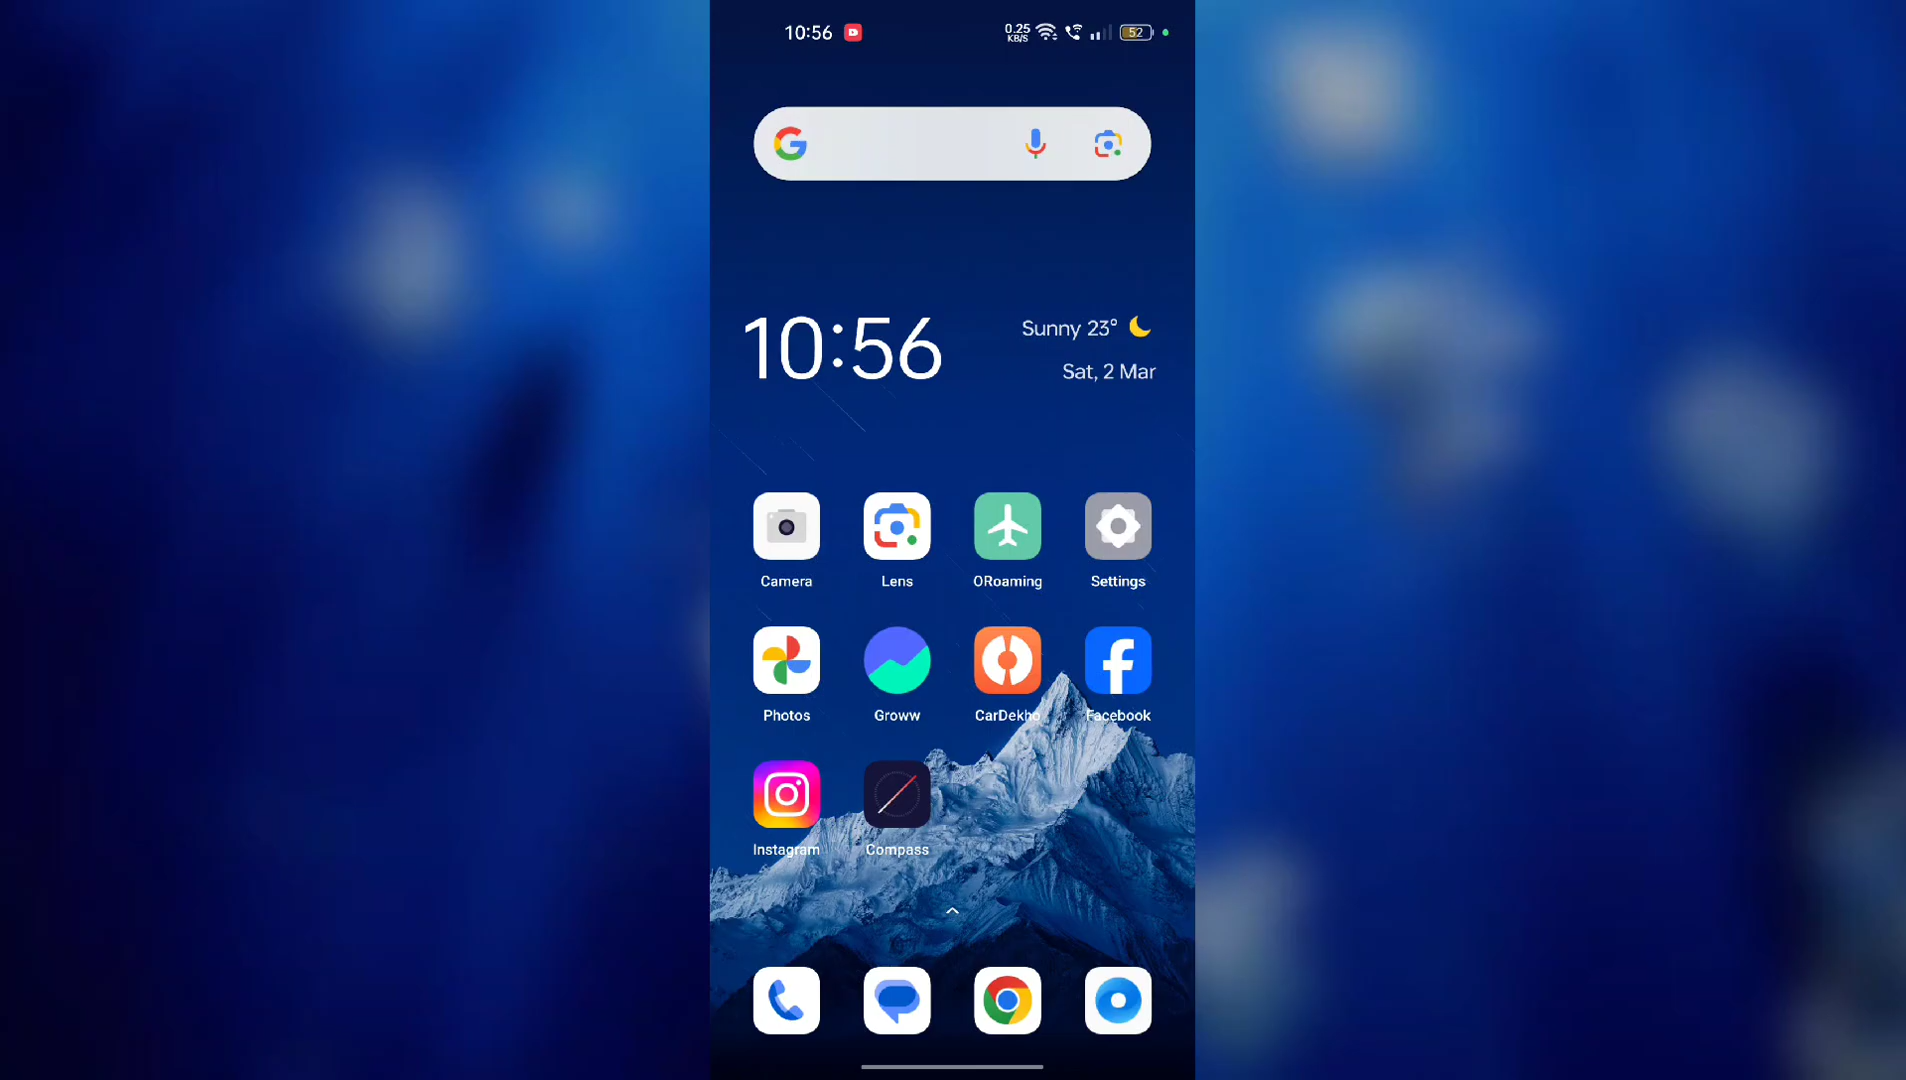 10:56
0.25
KB/S
52
10:56
Sunny 23°
Sat, 2 Mar
Camera
Lens
ORoaming
Settings
Photos
Groww
CarDekho
Facebook
Instagram
Compass